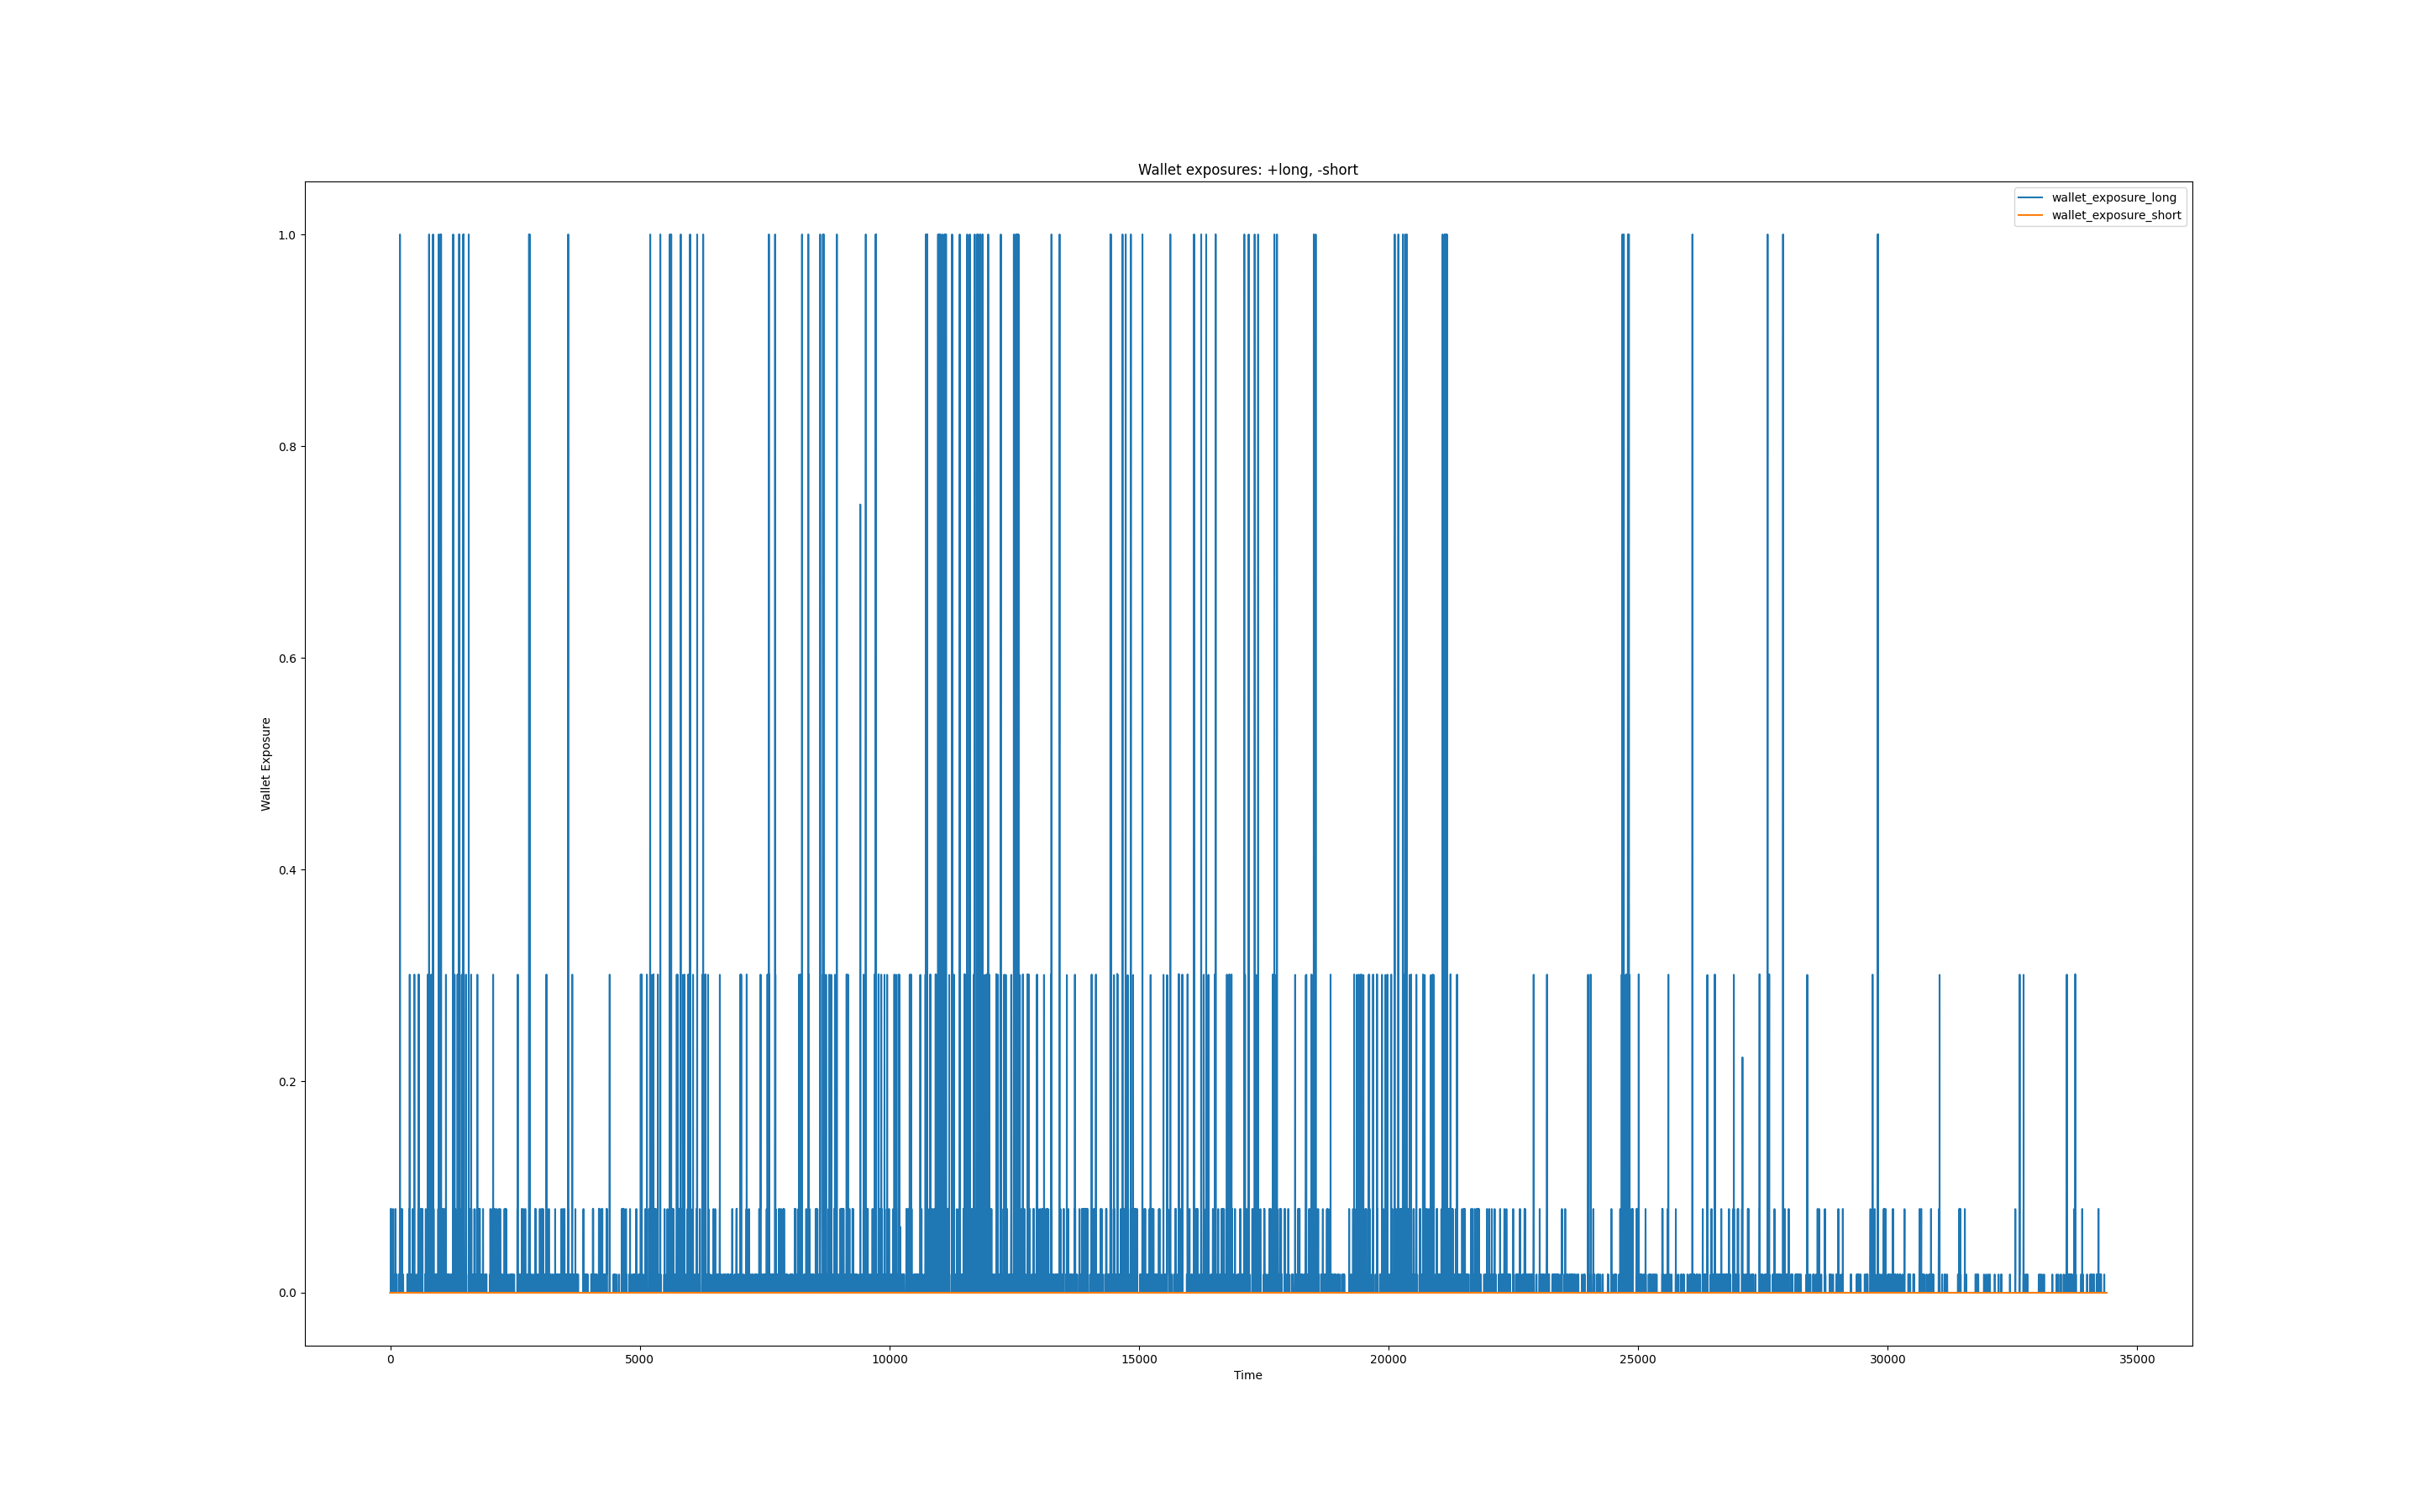 Wallet exposures: +long, -short
wallet_exposure_long
wallet_exposure_short
1.0
0.8
0.6
0.4
0.2
0.0
Wallet Exposure
0 5000 10000 15000 20000 25000 30000 35000
Time